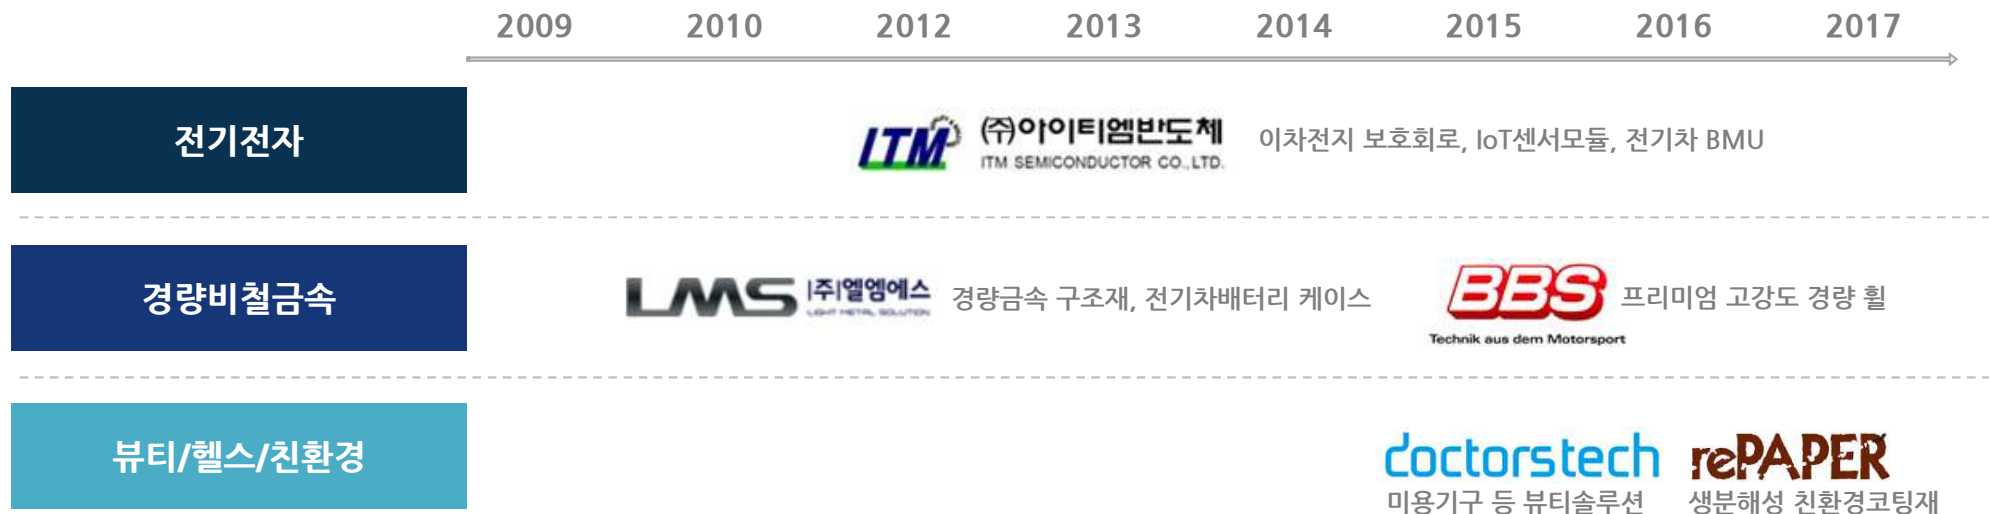 2009 2010 2012 2013 2014 2015 2016 2017
전기전자
ITM
(주)아이티엠반도체
ITM SEMICONDUCTOR CO.,LTD.
이차전지 보호회로, IoT센서모듈, 전기차 BMU
경량비철금속
LMS
(주)엘엠에스
LIGHT METAL SOLUTION
경량금속 구조재, 전기차배터리 케이스
BBS
Technik aus dem Motorsport
프리미엄 고강도 경량 휠
뷰티/헬스/친환경
doctorstech
미용기구 등 뷰티솔루션
rePAPER
생분해성 친환경코팅재